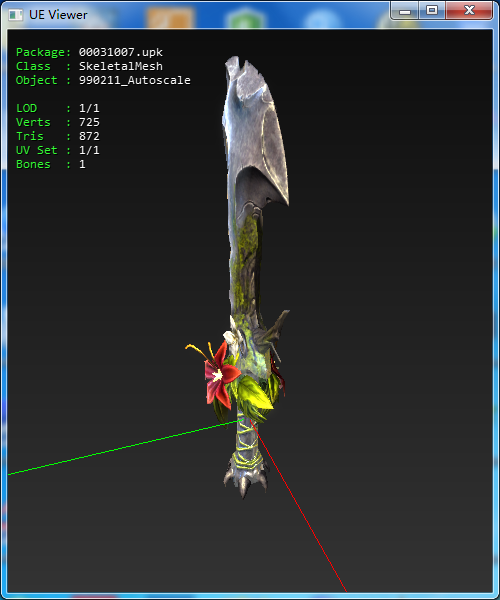 UE Viewer
Package: 00031007.upk
Class : SkeletalMesh
Object : 990211_Autoscale
LOD : 1/1
Verts : 725
Tris : 872
UV Set : 1/1
Bones : 1